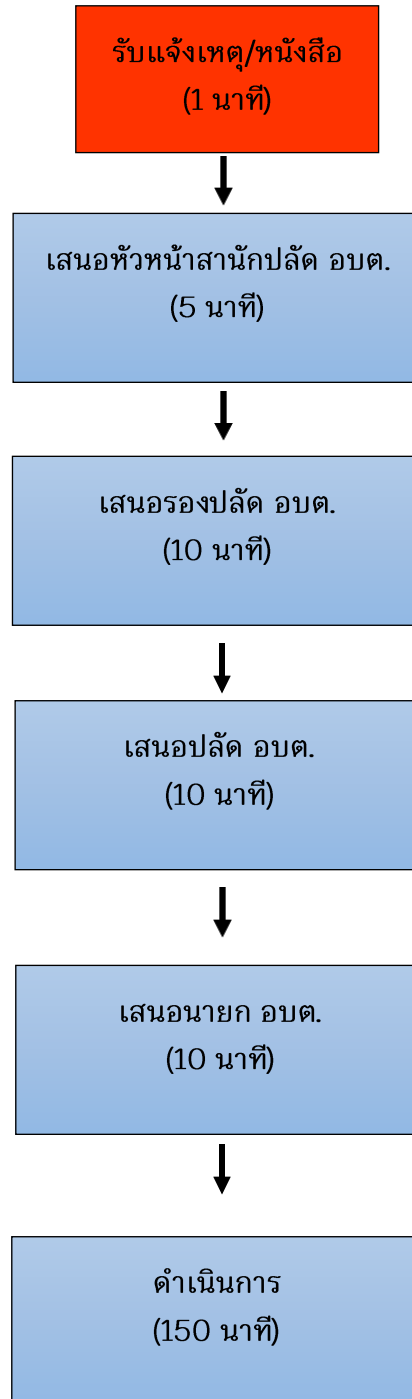 รับแจ้งเหตุ/หนังสือ
(1 นาที)
เสนอหัวหน้าสานักปลัด อบต.
(5 นาที)
เสนอรองปลัด อบต.
(10 นาที)
เสนอปลัด อบต.
(10 นาที)
เสนอนายก อบต.
(10 นาที)
ดำเนินการ
(150 นาที)